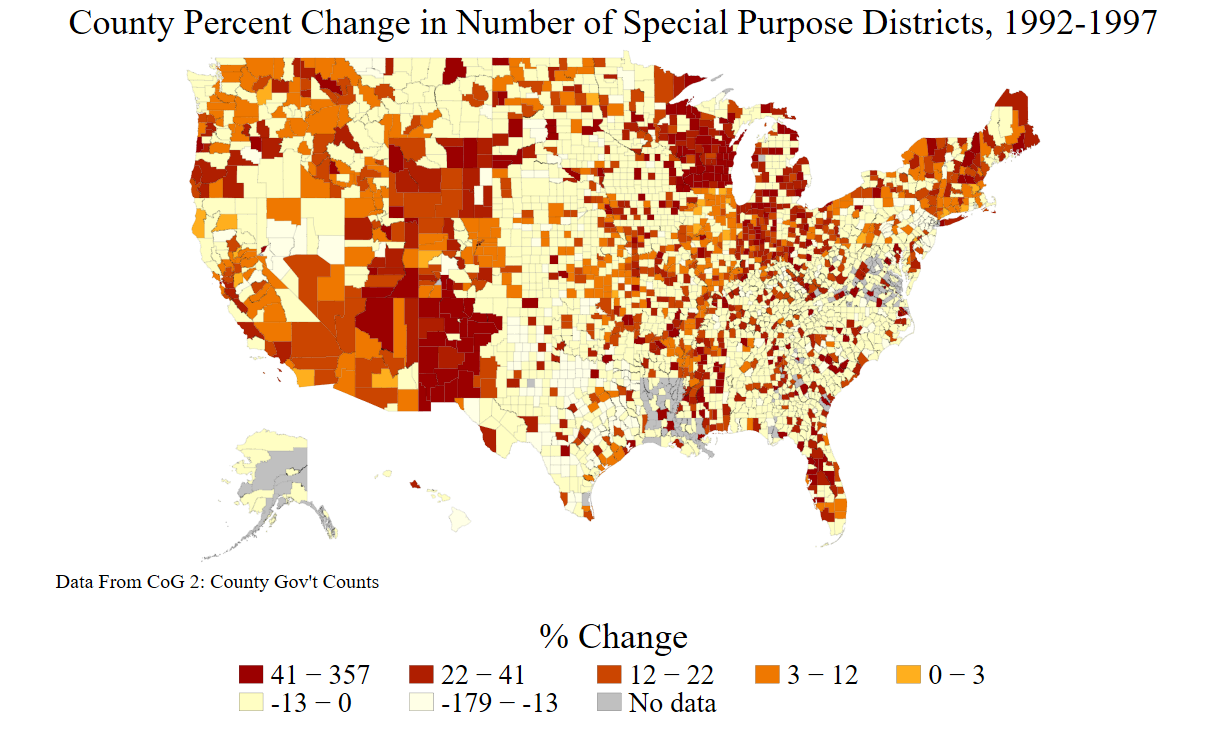 County Percent Change in Number of Special Purpose Districts, 1992-1997
Data From CoG 2: County Gov't Counts
% Change
41 − 357 22 − 41 12 − 22 3 − 12 0 − 3
-13 − 0 -179 − -13 No data